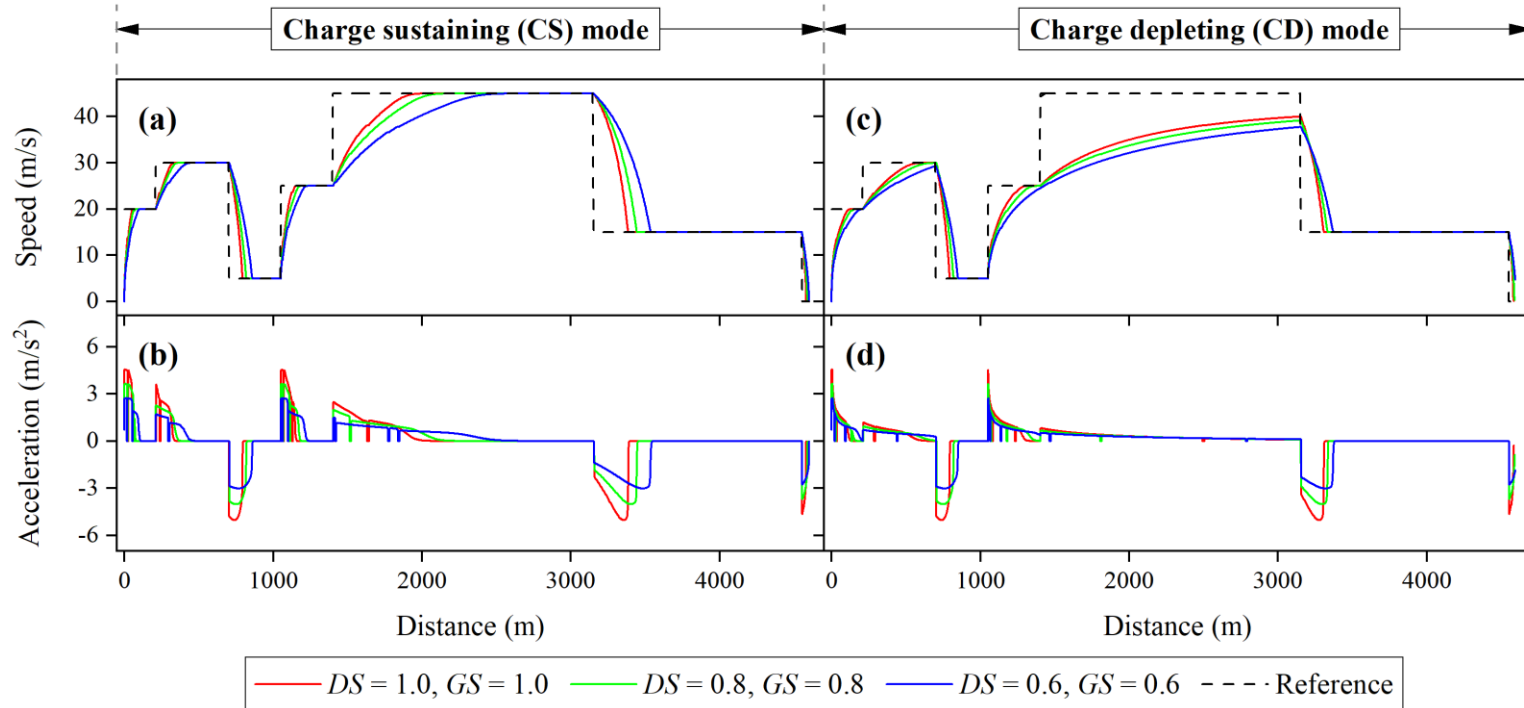 Charge sustaining (CS) mode
Charge depleting (CD) mode
(a)
(c)
Speed (m/s)
40
30
20
10
0
(b)
(d)
Acceleration (m/s²)
6
3
0
-3
-6
0 1000 2000 3000 4000
0 1000 2000 3000 4000
Distance (m)
Distance (m)
DS = 1.0, GS = 1.0 DS = 0.8, GS = 0.8 DS = 0.6, GS = 0.6 Reference